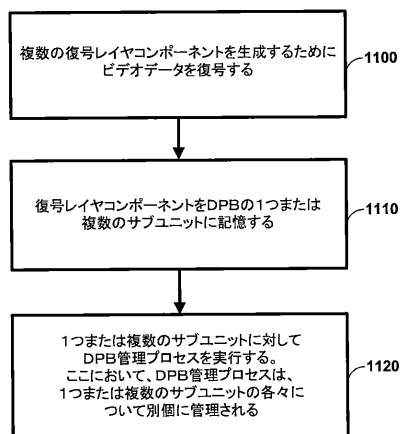 複数の復号レイヤコンポーネントを生成するために
ビデオデータを復号する
1100
復号レイヤコンポーネントをDPBの1つまたは
複数のサブユニットに記憶する
1110
1つまたは複数のサブユニットに対して
DPB管理プロセスを実行する。
ここにおいて、DPB管理プロセスは、
1つまたは複数のサブユニットの各々に
ついて別個に管理される
1120